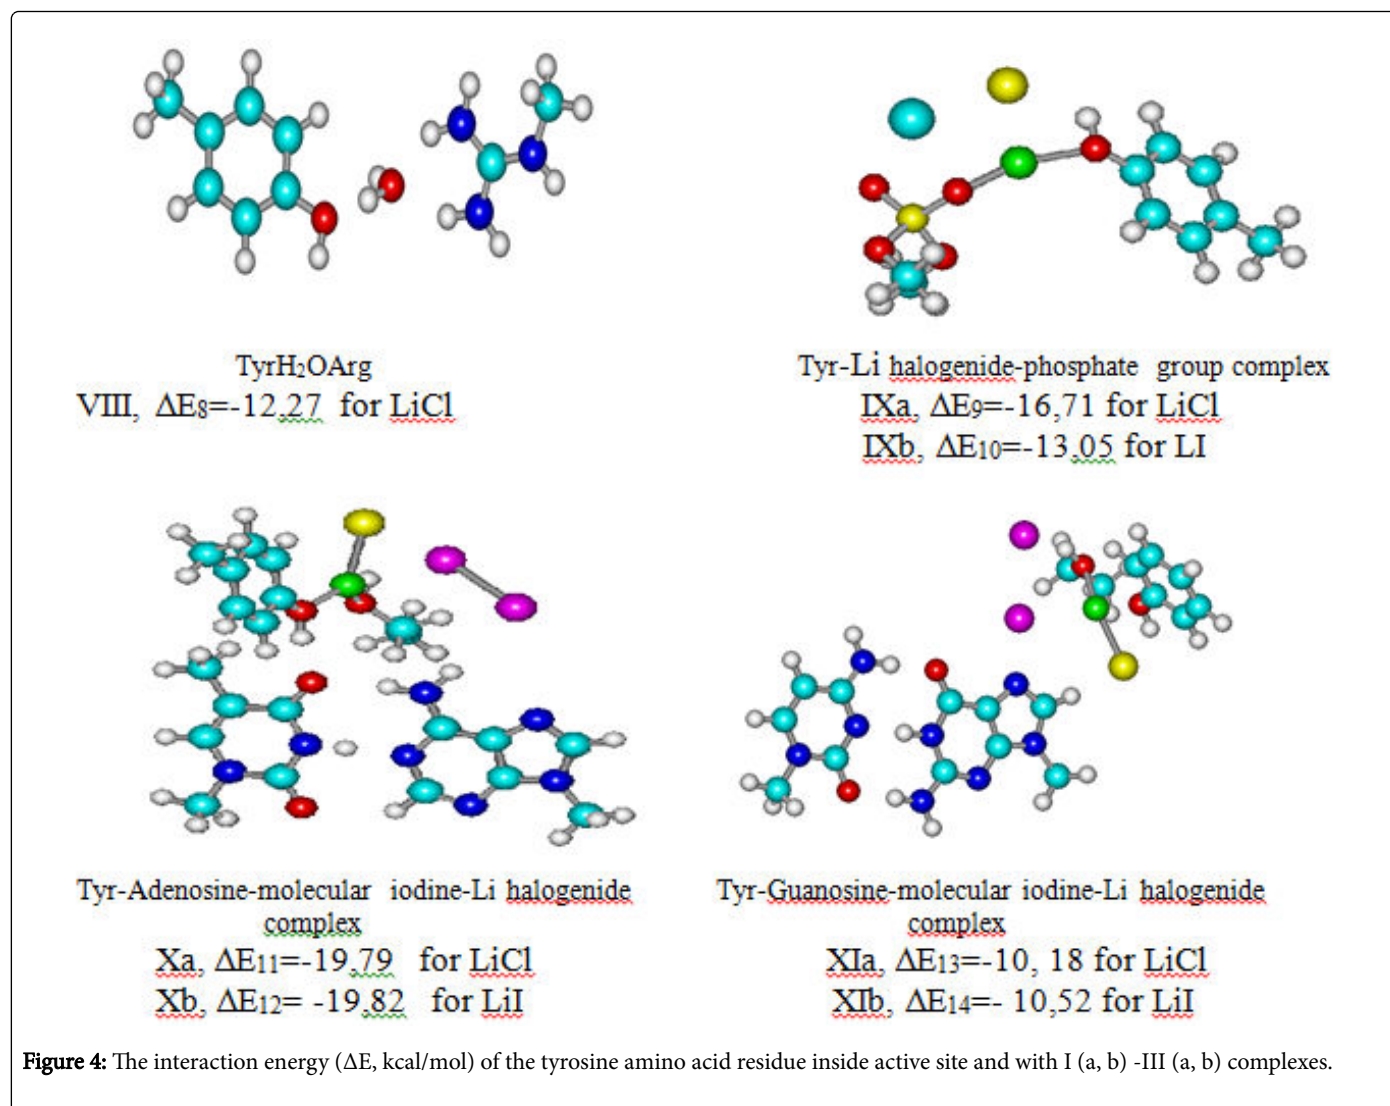 TyrH₂OArg
VIII, ΔE₈=-12,27 for LiCl
Tyr-Li halogenide-phosphate group complex
IXa, ΔE₉=-16,71 for LiCl
IXb, ΔE₁₀=-13,05 for LI
Tyr-Adenosine-molecular iodine-Li halogenide
complex
Xa, ΔE₁₁=-19,79 for LiCl
Xb, ΔE₁₂= -19,82 for LiI
Tyr-Guanosine-molecular iodine-Li halogenide
complex
XIa, ΔE₁₃=-10, 18 for LiCl
XIb, ΔE₁₄=- 10,52 for LiI
Figure 4: The interaction energy (ΔE, kcal/mol) of the tyrosine amino acid residue inside active site and with I (a, b) -III (a, b) complexes.